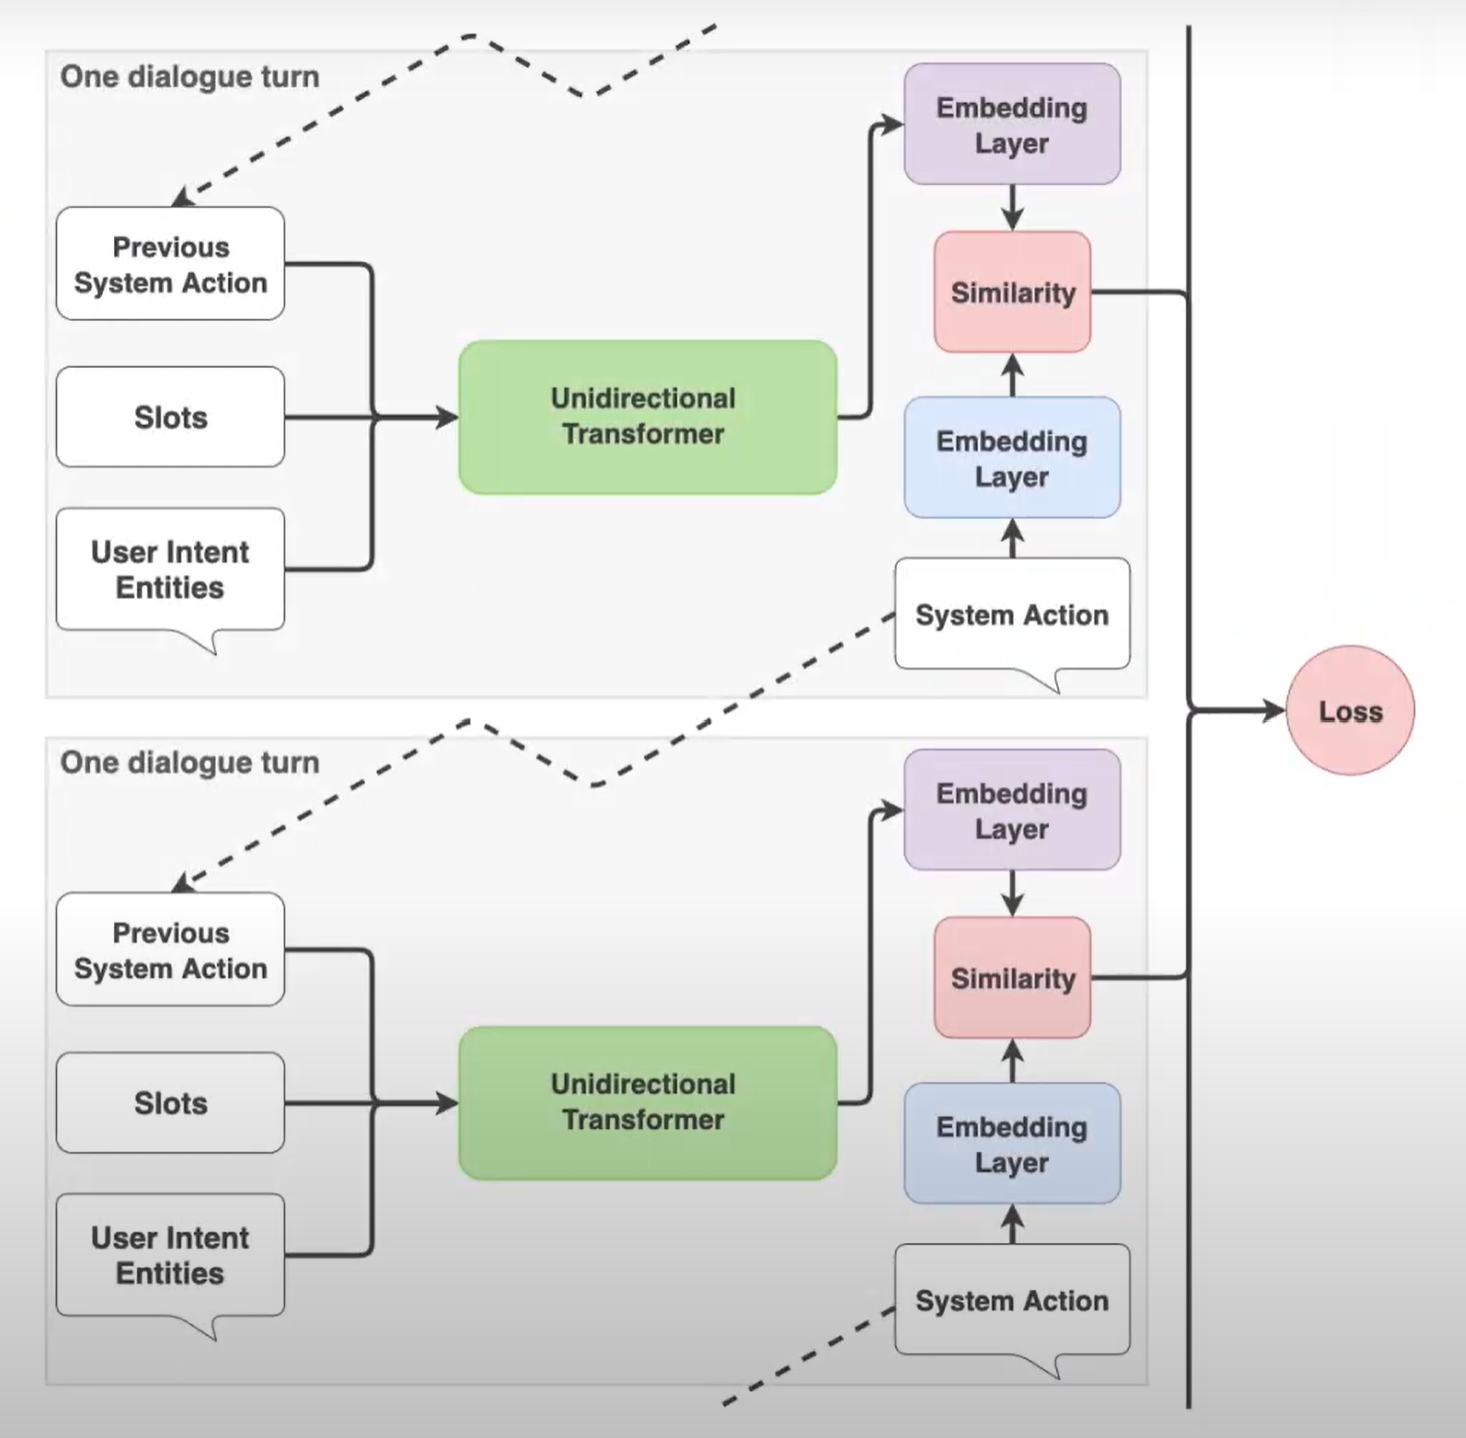 One dialogue turn
Embedding
Layer
Previous
System Action
Similarity
Slots
Unidirectional
Transformer
Embedding
Layer
User Intent
Entities
System Action
Loss
One dialogue turn
Embedding
Layer
Previous
System Action
Similarity
Slots
Unidirectional
Transformer
Embedding
Layer
User Intent
Entities
System Action